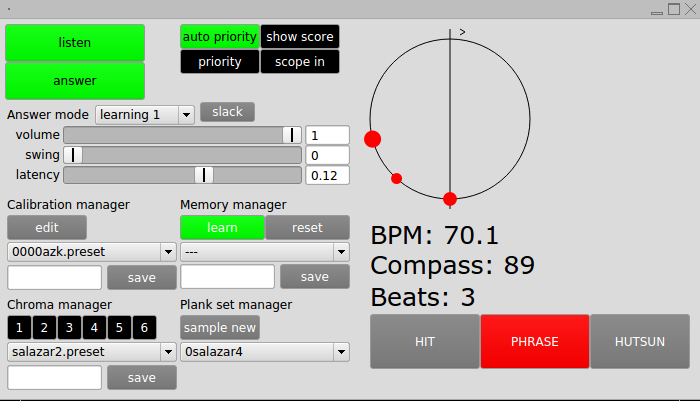 listen
answer
auto priority
show score
priority
scope in
>
Answer mode
learning 1
slack
volume
1
swing
0
latency
0.12
Calibration manager
Memory manager
edit
learn
reset
0000azk.preset
---
save
save
Chroma manager
Plank set manager
1 2 3 4 5 6
sample new
salazar2.preset
0salazar4
save
BPM: 70.1
Compass: 89
Beats: 3
HIT
PHRASE
HUTSUN